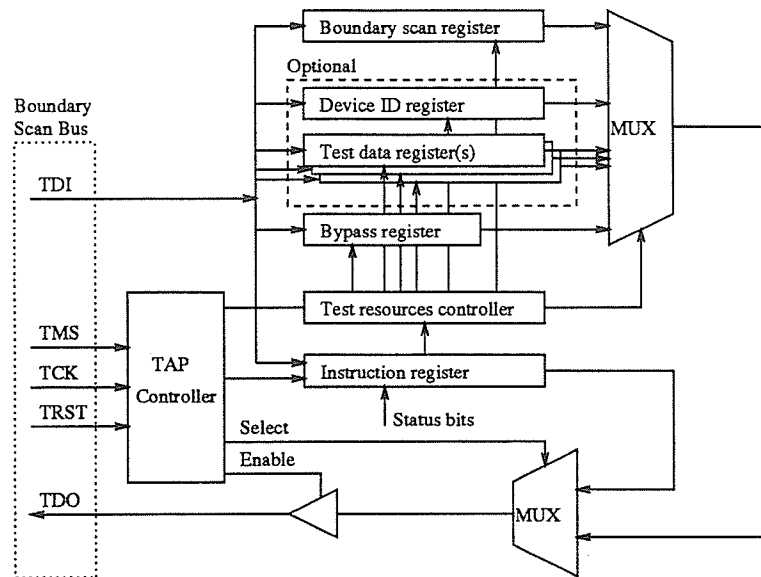 Boundary scan register
Optional
Boundary
Scan Bus
Device ID register
MUX
Test data register(s)
TDI
Bypass register
Test resources controller
TMS
TAP
Controller
Instruction register
TCK
TRST
Status bits
Select
Enable
TDO
MUX